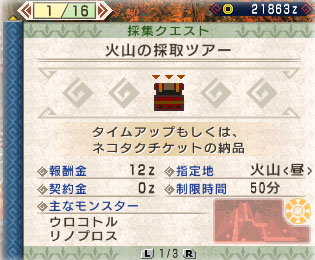 1/16 21863z
採集クエスト
火山の採取ツアー
タイムアップもしくは、
ネコタクチケットの納品
報酬金 12z 指定地 火山<昼>
契約金 0z 制限時間 50分
主なモンスター
ウロコトル
リノプロス
L 1/3 R